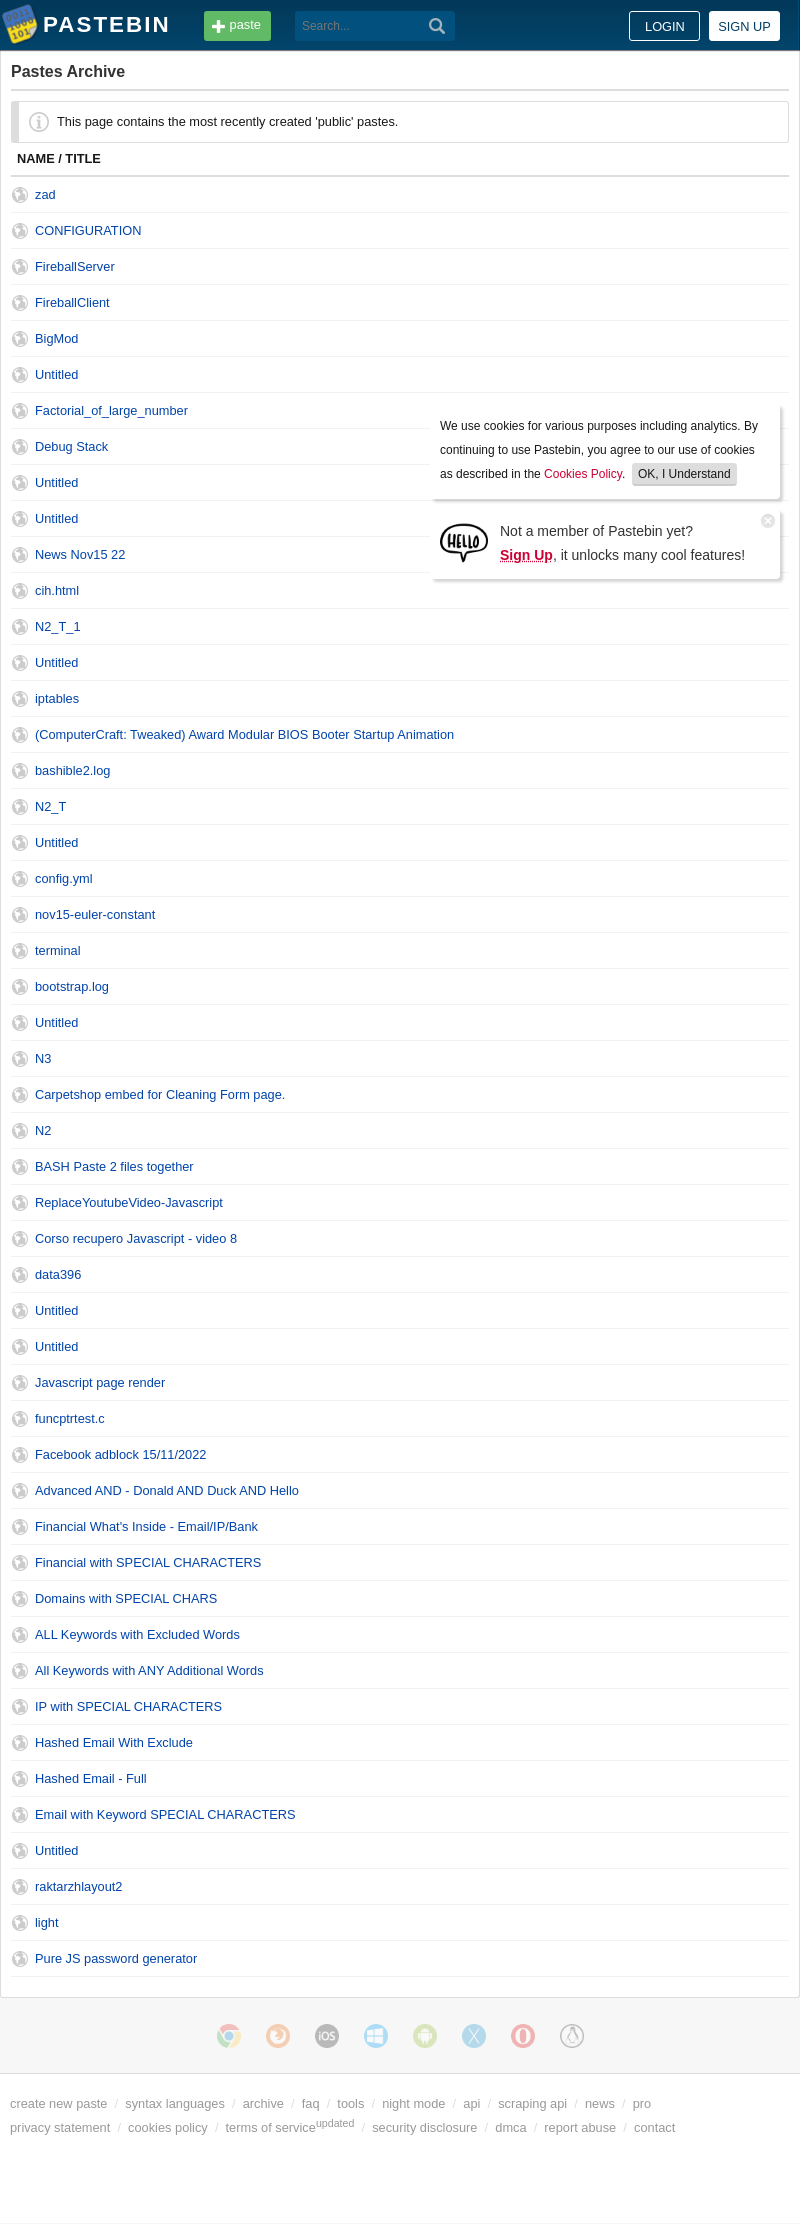 PASTEBIN
paste
Search...
LOGIN
SIGN UP
Pastes Archive
This page contains the most recently created 'public' pastes.
NAME / TITLE
zad
CONFIGURATION
FireballServer
FireballClient
BigMod
Untitled
Factorial_of_large_number
Debug Stack
Untitled
Untitled
News Nov15 22
We use cookies for various purposes including analytics. By
continuing to use Pastebin, you agree to our use of cookies
as described in the Cookies Policy. OK, I Understand
HELLO
Not a member of Pastebin yet?
Sign Up, it unlocks many cool features!
cih.html
N2_T_1
Untitled
iptables
(ComputerCraft: Tweaked) Award Modular BIOS Booter Startup Animation
bashible2.log
N2_T
Untitled
config.yml
nov15-euler-constant
terminal
bootstrap.log
Untitled
N3
Carpetshop embed for Cleaning Form page.
N2
BASH Paste 2 files together
ReplaceYoutubeVideo-Javascript
Corso recupero Javascript - video 8
data396
Untitled
Untitled
Javascript page render
funcptrtest.c
Facebook adblock 15/11/2022
Advanced AND - Donald AND Duck AND Hello
Financial What's Inside - Email/IP/Bank
Financial with SPECIAL CHARACTERS
Domains with SPECIAL CHARS
ALL Keywords with Excluded Words
All Keywords with ANY Additional Words
IP with SPECIAL CHARACTERS
Hashed Email With Exclude
Hashed Email - Full
Email with Keyword SPECIAL CHARACTERS
Untitled
raktarzhlayout2
light
Pure JS password generator
iOS
create new paste / syntax languages / archive / faq / tools / night mode / api / scraping api / news / pro
privacy statement / cookies policy / terms of service updated / security disclosure / dmca / report abuse / contact